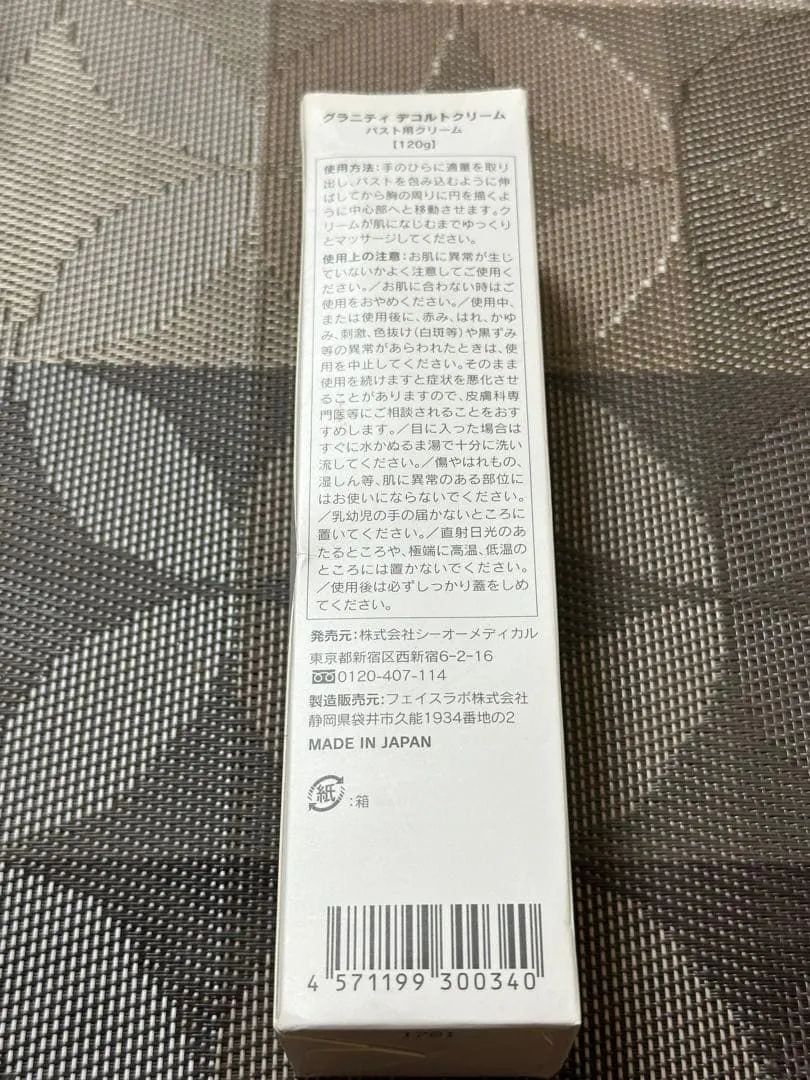 グラニティ デコルトクリーム
バスト用クリーム
【120g】
使用方法：手のひらに適量を取り
出し、バストを包み込むように伸
ばしてから胸の周りに円を描くよ
うに中心部へと移動させます。ク
リームが肌になじむまでゆっくり
とマッサージしてください。
使用上の注意：お肌に異常が生じ
ていないかよく注意してご使用く
ださい。／お肌に合わない時はご
使用をおやめください。／使用中、
または使用後に、赤み、はれ、かゆ
み、刺激、色抜け（白斑等）や黒ずみ
等の異常があらわれたときは、使
用を中止してください。そのまま
使用を続けますと症状を悪化させ
ることがありますので、皮膚科専
門医等にご相談されることをおす
すめします。／目に入った場合は
すぐに水かぬるま湯で十分に洗い
流してください。／傷やはれもの、
湿しん等、肌に異常のある部位に
はお使いにならないでください。
／乳幼児の手の届かないところに
置いてください。／直射日光のあ
たるところや、極端に高温、低温の
ところには置かないでください。
／使用後は必ずしっかり蓋をしめ
てください。
発売元：株式会社シーオーメディカル
東京都新宿区西新宿6-2-16
0120-407-114
製造販売元：フェイスラボ株式会社
静岡県袋井市久能1934番地の2
MADE IN JAPAN
紙：箱
4 571199 300340